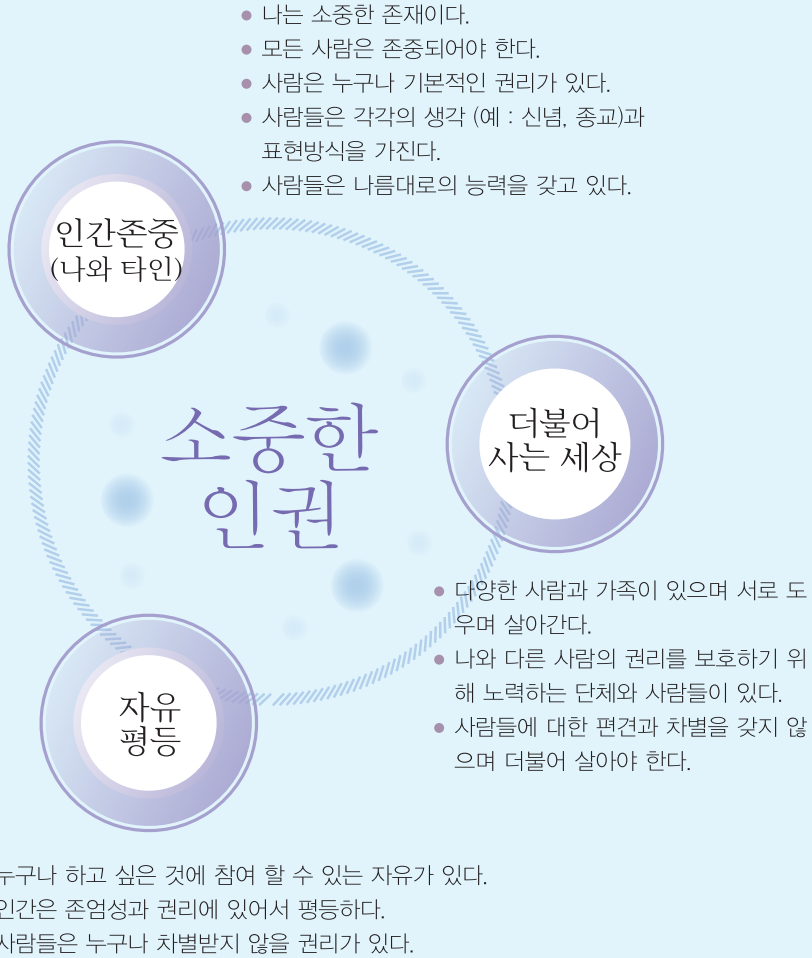 나는 소중한 존재이다.
모든 사람은 존중되어야 한다.
사람은 누구나 기본적인 권리가 있다.
사람들은 각각의 생각 (예 : 신념, 종교)과
표현방식을 가진다.
사람들은 나름대로의 능력을 갖고 있다.
인간존중
(나와 타인)
소중한
인권
더불어
사는 세상
다양한 사람과 가족이 있으며 서로 도
우며 살아간다.
나와 다른 사람의 권리를 보호하기 위
해 노력하는 단체와 사람들이 있다.
사람들에 대한 편견과 차별을 갖지 않
으며 더불어 살아야 한다.
자유
평등
누구나 하고 싶은 것에 참여 할 수 있는 자유가 있다.
인간은 존엄성과 권리에 있어서 평등하다.
사람들은 누구나 차별받지 않을 권리가 있다.